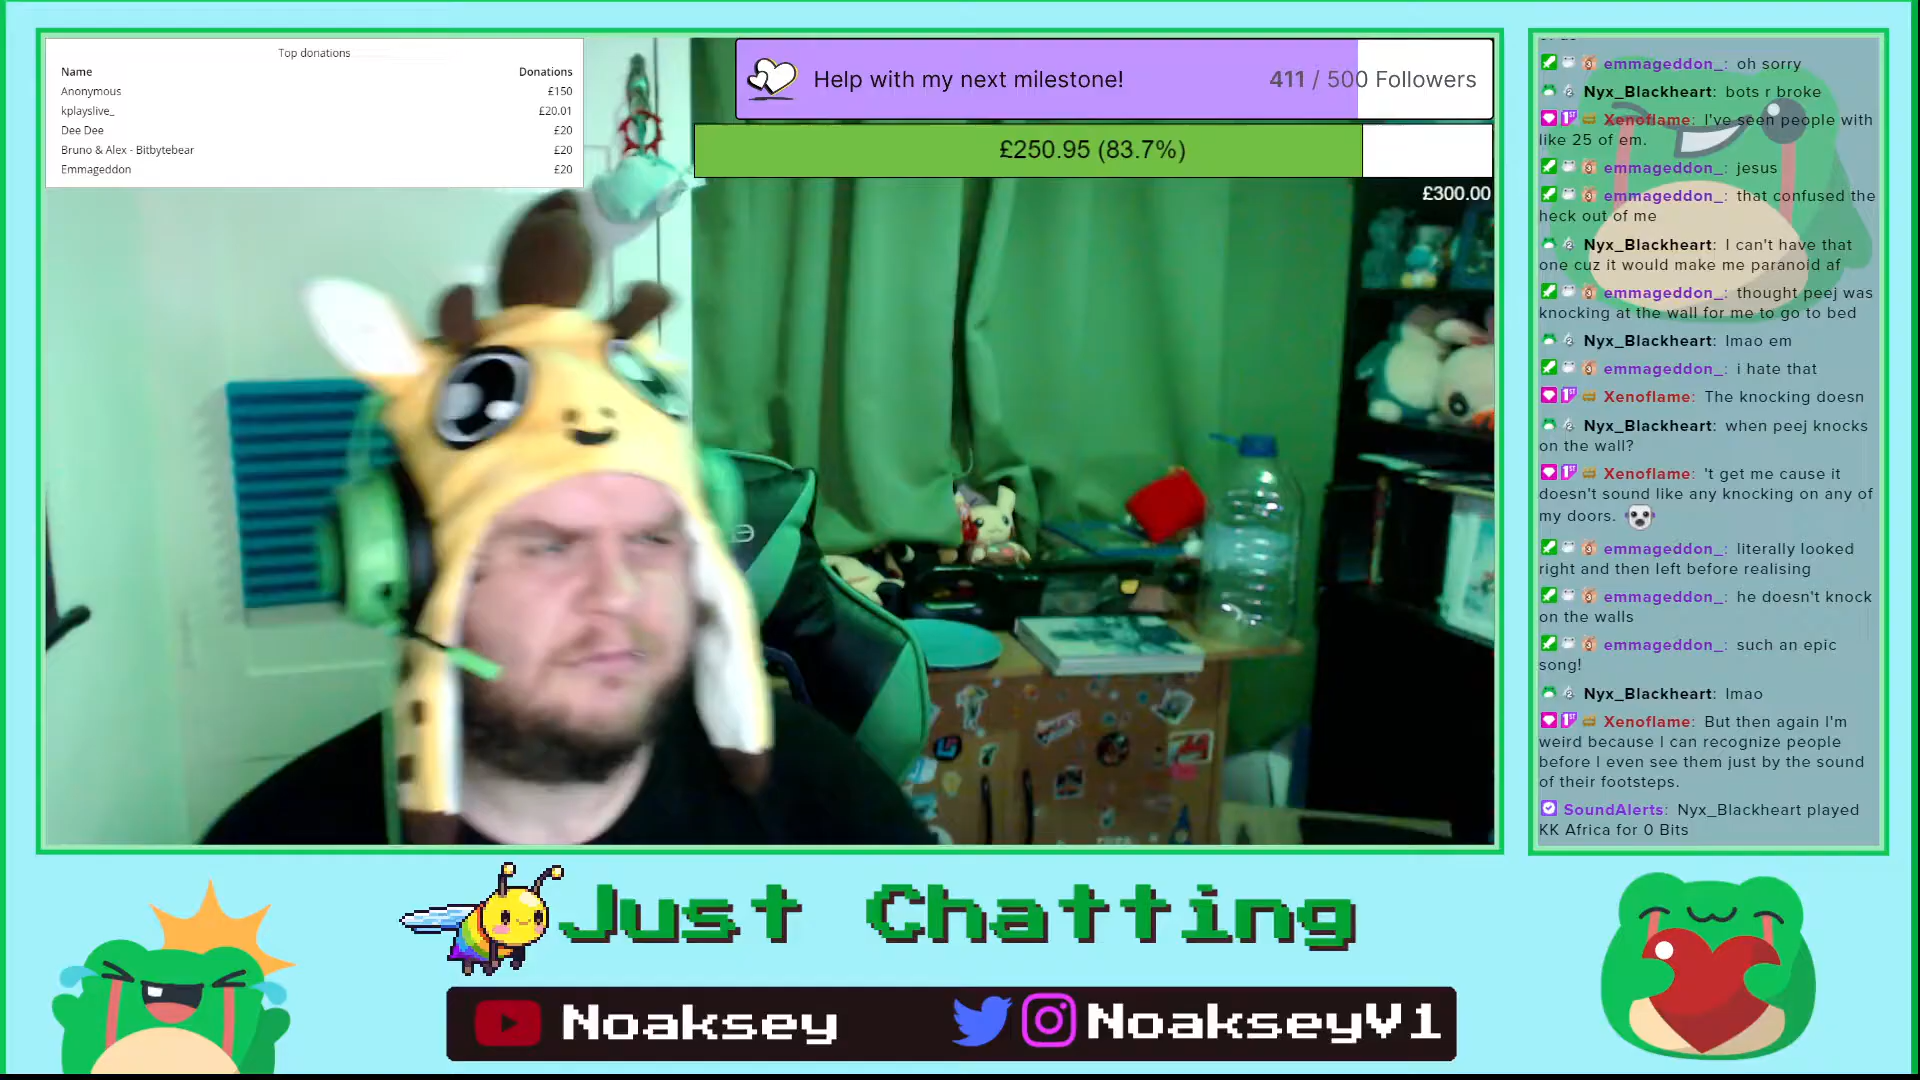 Top donations
Name Donations
Anonymous £150
kplayslive_ £20.01
Dee Dee £20
Bruno & Alex - Bitbytebear £20
Emmageddon £20
Help with my next milestone! 411 / 500 Followers
£250.95 (83.7%)
£300.00
emmageddon_: oh sorry
Nyx_Blackheart: bots r broke
Xenoflame: I've seen people with
like 25 of em.
emmageddon_: jesus
emmageddon_: that confused the
heck out of me
Nyx_Blackheart: I can't have that
one cuz it would make me paranoid af
emmageddon_: thought peej was
knocking at the wall for me to go to bed
Nyx_Blackheart: lmao em
emmageddon_: i hate that
Xenoflame: The knocking doesn
Nyx_Blackheart: when peej knocks
on the wall?
Xenoflame: 't get me cause it
doesn't sound like any knocking on any of
my doors.
emmageddon_: literally looked
right and then left before realising
emmageddon_: he doesn't knock
on the walls
emmageddon_: such an epic
song!
Nyx_Blackheart: lmao
Xenoflame: But then again I'm
weird because I can recognize people
before I even see them just by the sound
of their footsteps.
SoundAlerts: Nyx_Blackheart played
KK Africa for 0 Bits
Just Chatting
Noaksey NoakseyV1